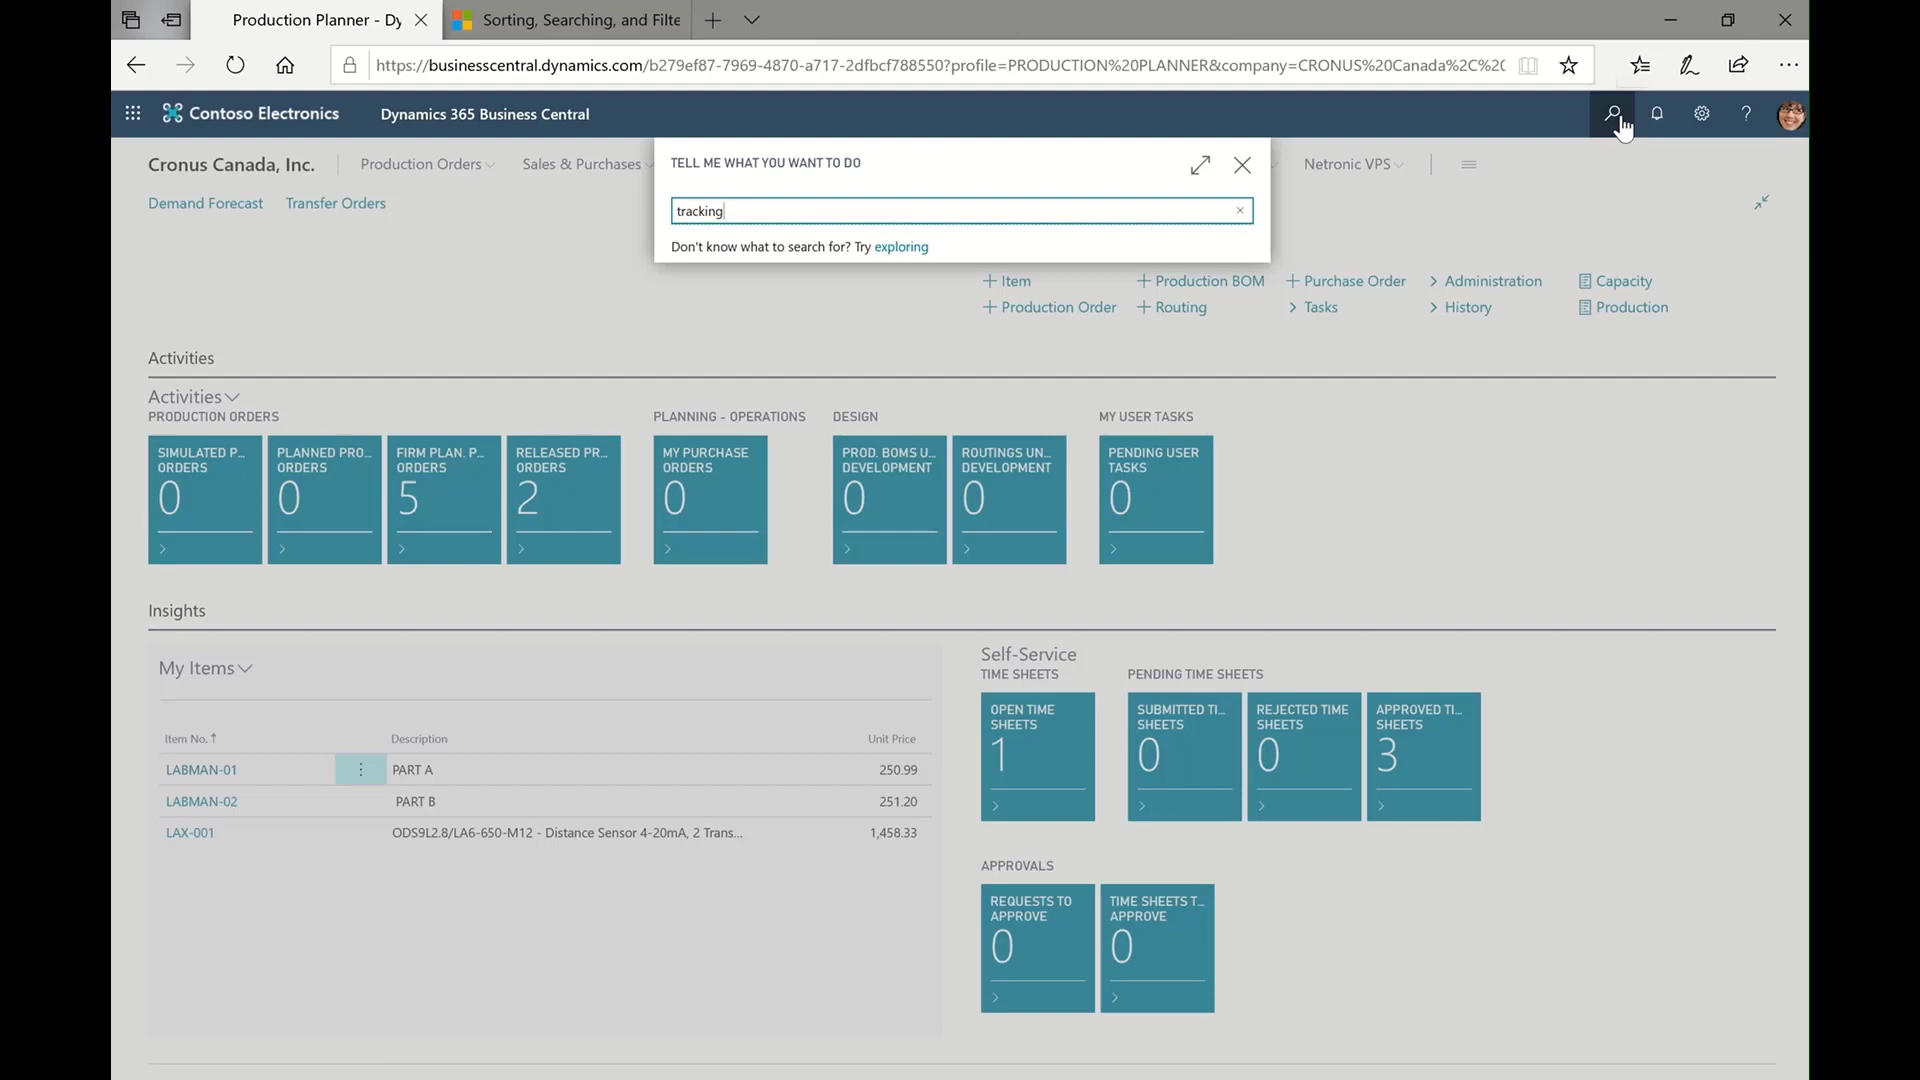 Production Planner - Dy
Sorting, Searching, and Filte
https://businesscentral.dynamics.com/b279ef87-7969-4870-a717-2dfbcf788550?profile=PRODUCTION%20PLANNER&company=CRONUS%20Canada%2C%20
Contoso Electronics
Dynamics 365 Business Central
?
Cronus Canada, Inc.
Production Orders
Sales & Purchases
Netronic VPS
Demand Forecast
Transfer Orders
TELL ME WHAT YOU WANT TO DO
tracking
Don't know what to search for? Try exploring
+ Item
+ Production BOM
+ Purchase Order
> Administration
Capacity
+ Production Order
+ Routing
> Tasks
> History
Production
Activities
Activities
PRODUCTION ORDERS
PLANNING - OPERATIONS
DESIGN
MY USER TASKS
SIMULATED P...
ORDERS
0
PLANNED PRO...
ORDERS
0
FIRM PLAN. P...
ORDERS
5
RELEASED PR...
ORDERS
2
MY PURCHASE
ORDERS
0
PROD. BOMS U...
DEVELOPMENT
0
ROUTINGS UN...
DEVELOPMENT
0
PENDING USER
TASKS
0
Insights
My Items
Item No. ↑
Description
Unit Price
LABMAN-01
PART A
250.99
LABMAN-02
PART B
251.20
LAX-001
ODS9L2.8/LA6-650-M12 - Distance Sensor 4-20mA, 2 Trans...
1,458.33
Self-Service
TIME SHEETS
PENDING TIME SHEETS
OPEN TIME
SHEETS
1
SUBMITTED TI...
SHEETS
0
REJECTED TIME
SHEETS
0
APPROVED TI...
SHEETS
3
APPROVALS
REQUESTS TO
APPROVE
0
TIME SHEETS T...
APPROVE
0